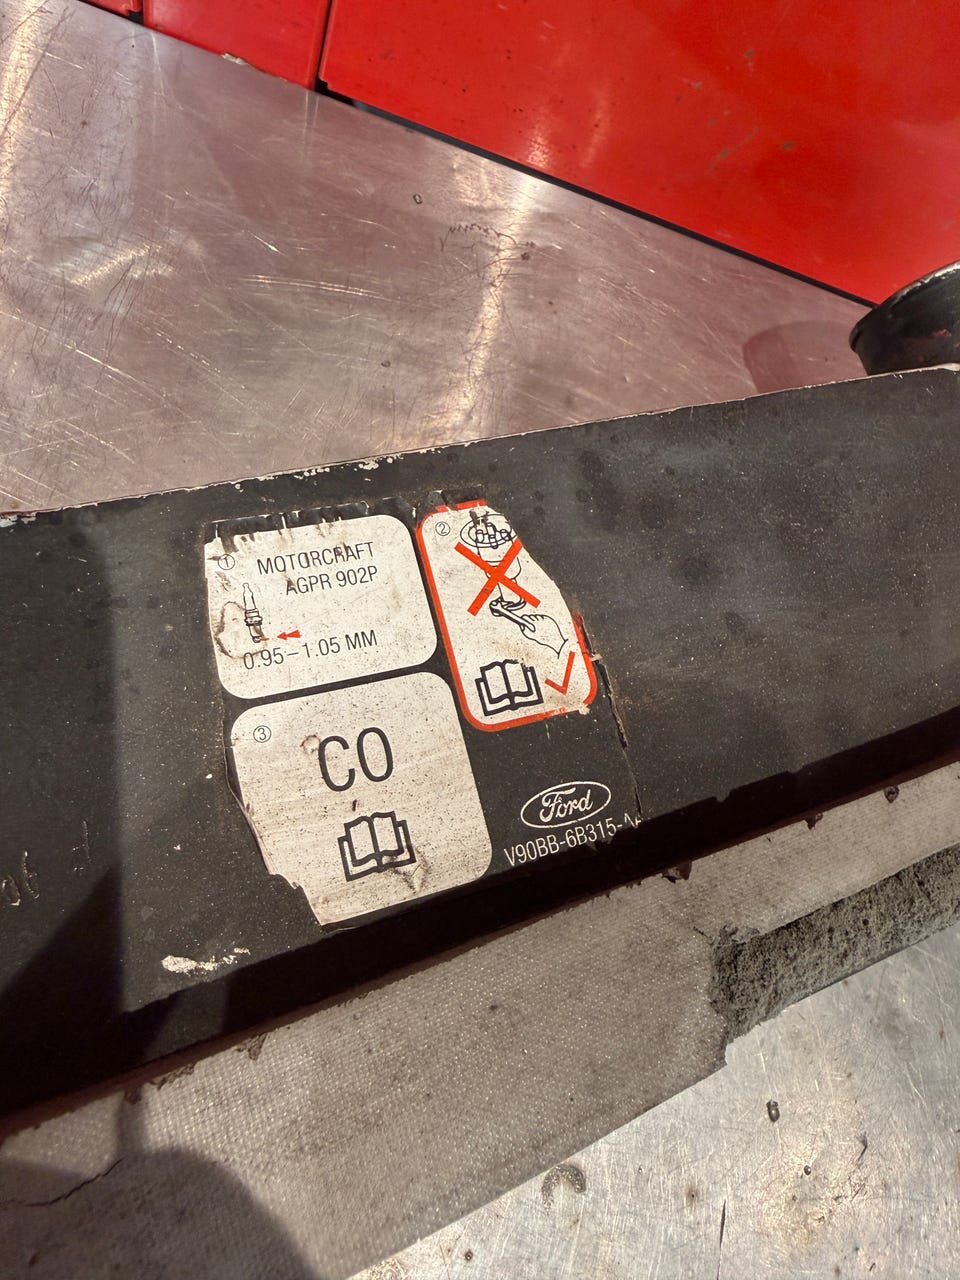 ① MOTORCRAFT
AGPR 902P
0.95–1.05 MM
②
③
CO
Ford
V90BB-6B315-